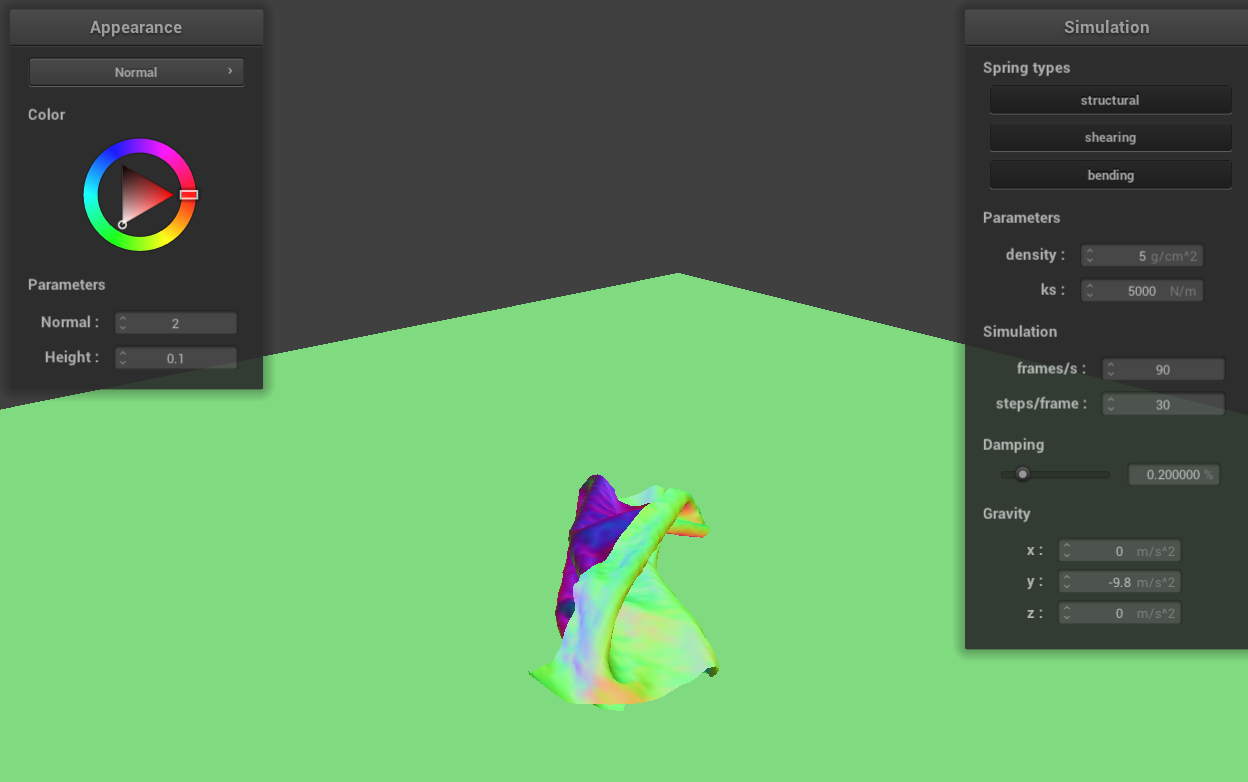 Appearance
Normal
Color
Parameters
Normal : 2
Height : 0.1
Simulation
Spring types
structural
shearing
bending
Parameters
density : 5 g/cm^2
ks : 5000 N/m
Simulation
frames/s : 90
steps/frame : 30
Damping
0.200000 %
Gravity
x : 0 m/s^2
y : -9.8 m/s^2
z : 0 m/s^2